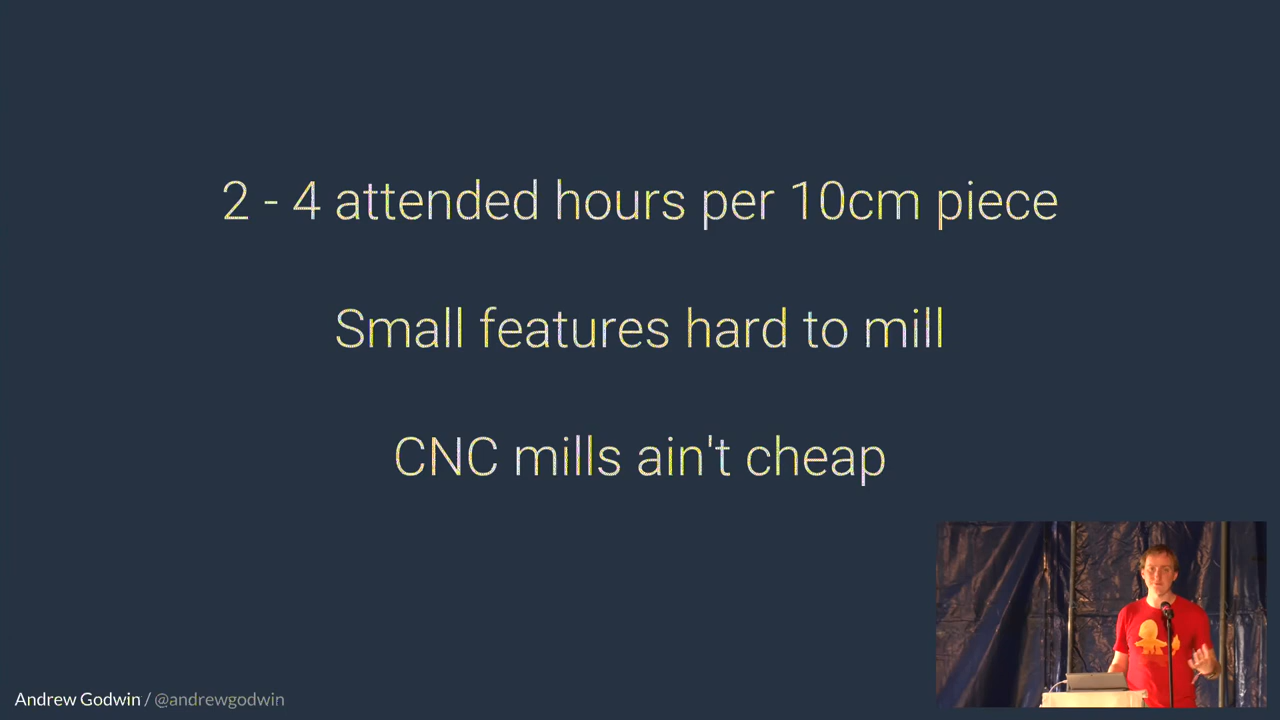 2 - 4 attended hours per 10cm piece
Small features hard to mill
CNC mills ain't cheap
Andrew Godwin / @andrewgodwin